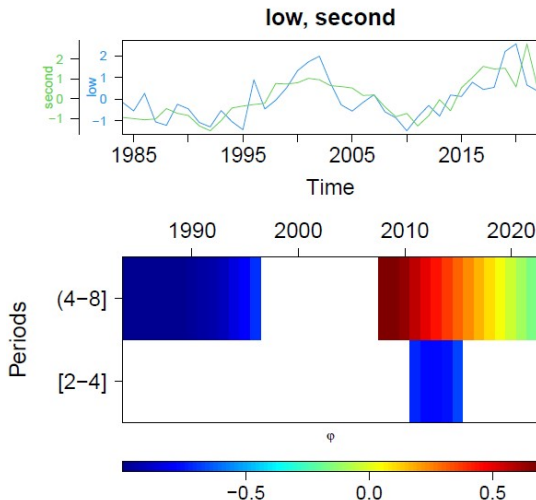 low, second
second
−1 0 1 2
low
−1 0 1 2
1985 1995 2005 2015
Time
1990 2000 2010 2020
Periods
(4−8]
[2−4]
φ
−0.5 0.0 0.5